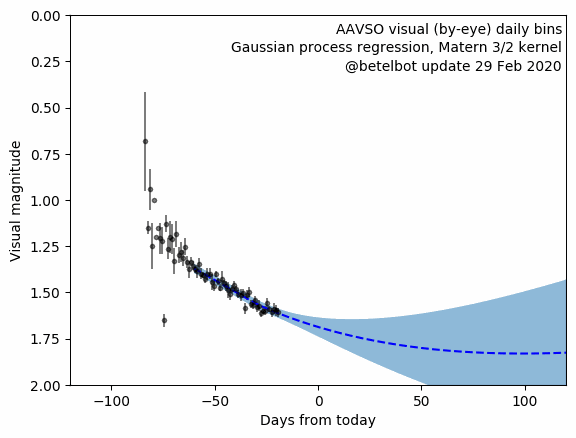 AAVSO visual (by-eye) daily bins
Gaussian process regression, Matern 3/2 kernel
@betelbot update 29 Feb 2020
0.00
0.25
0.50
0.75
1.00
1.25
1.50
1.75
2.00
Visual magnitude
−100
−50
0
50
100
Days from today